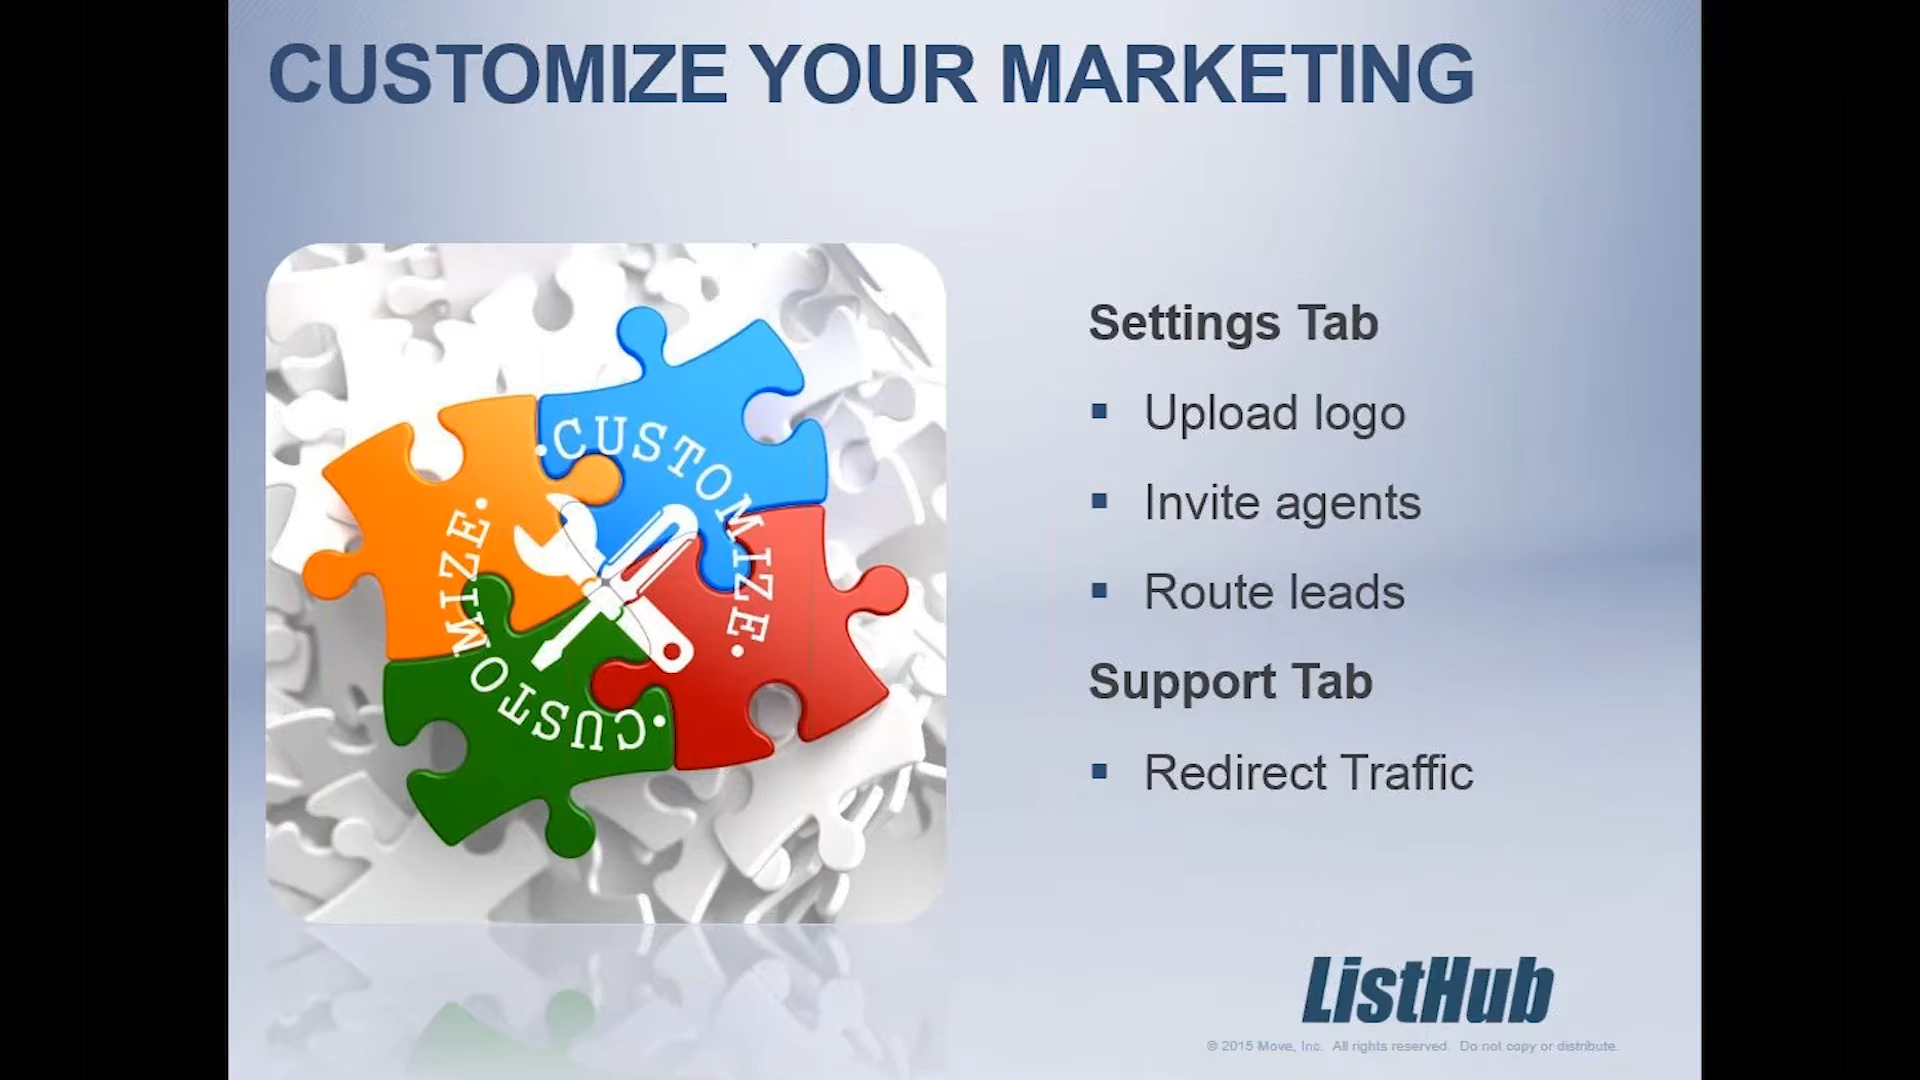 CUSTOMIZE YOUR MARKETING
·CUSTOMIZE.
·CUSTOMIZE.
Settings Tab
▪ Upload logo
▪ Invite agents
▪ Route leads
Support Tab
▪ Redirect Traffic
ListHub
© 2015 Move, Inc. All rights reserved. Do not copy or distribute.